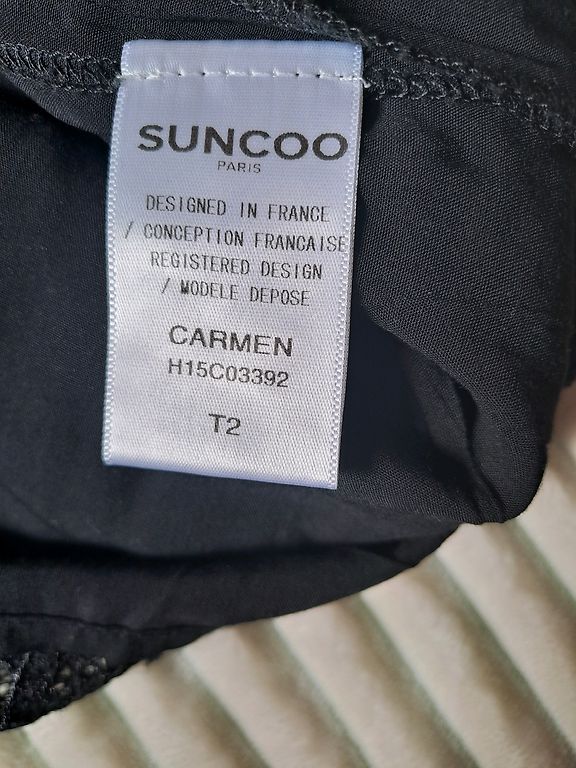 SUNCOO
PARIS
DESIGNED IN FRANCE
/ CONCEPTION FRANCAISE
REGISTERED DESIGN
/ MODELE DEPOSE
CARMEN
H15C03392
T2